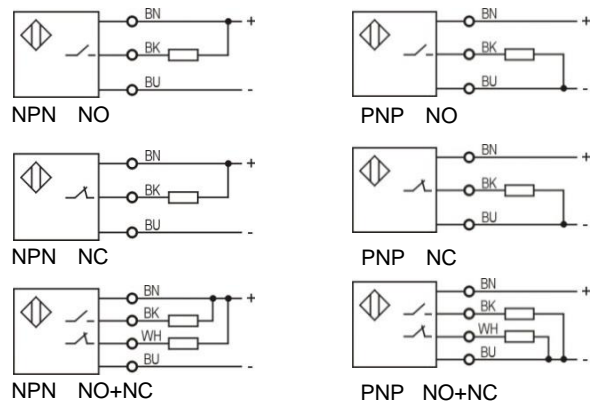 BN +
BK
BU -
NPN NO
BN +
BK
BU -
PNP NO
BN +
BK
BU -
NPN NC
BN +
BK
BU -
PNP NC
BN +
BK
WH
BU -
NPN NO+NC
BN +
BK
WH
BU -
PNP NO+NC